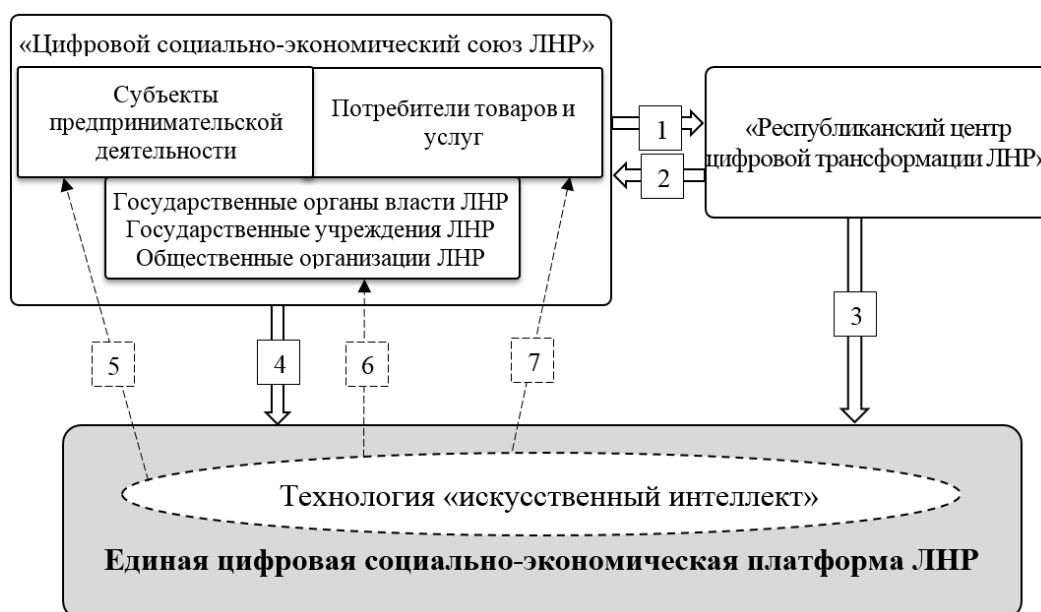 «Цифровой социально-экономический союз ЛНР»
Субъекты
предпринимательской
деятельности
Потребители товаров и
услуг
Государственные органы власти ЛНР
Государственные учреждения ЛНР
Общественные организации ЛНР
1
2
«Республиканский центр
цифровой трансформации ЛНР»
3
4
5
6
7
Технология «искусственный интеллект»
Единая цифровая социально-экономическая платформа ЛНР